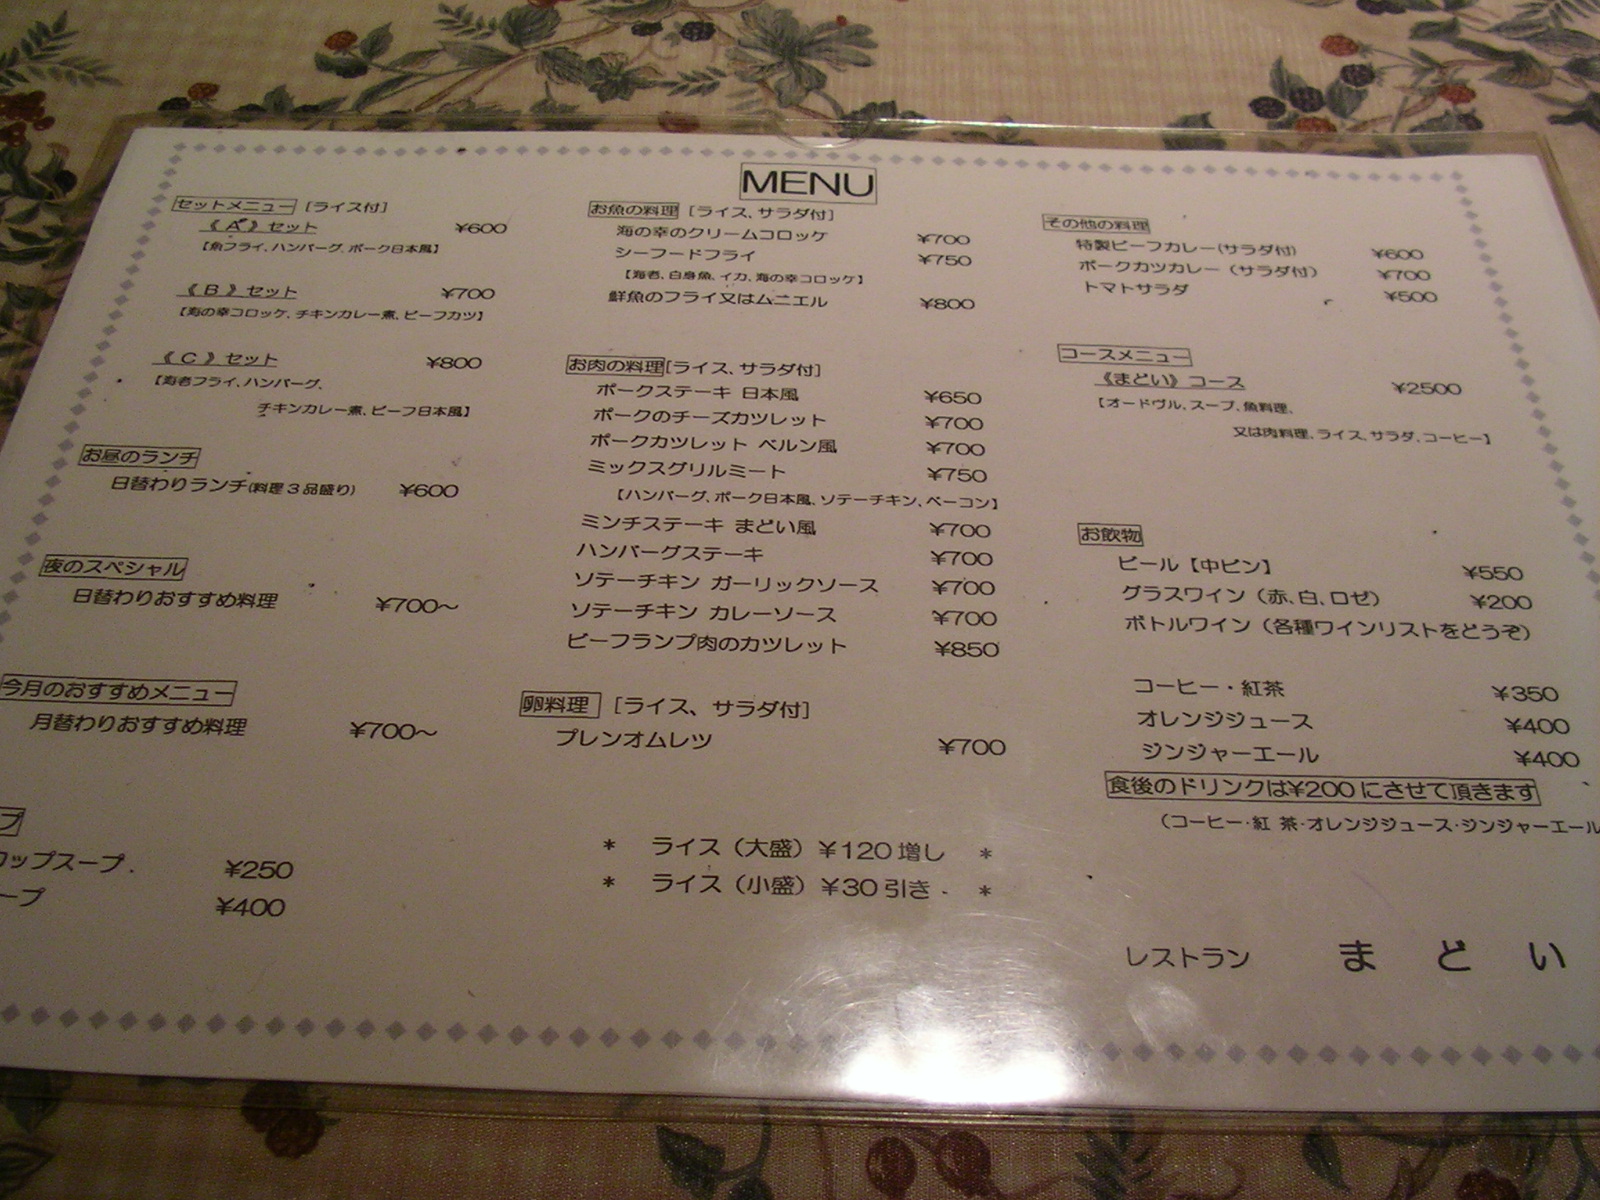 MENU
セットメニュー [ライス付]
《A》セット ¥600
【魚フライ、ハンバーグ、ポーク日本風】
《B》セット ¥700
【海の幸コロッケ、チキンカレー煮、ビーフカツ】
《C》セット ¥800
【海老フライ、ハンバーグ、
チキンカレー煮、ビーフ日本風】
お昼のランチ
日替わりランチ(料理3品盛り) ¥600
夜のスペシャル
日替わりおすすめ料理 ¥700〜
今月のおすすめメニュー
月替わりおすすめ料理 ¥700〜
プ
ップスープ ¥250
ープ ¥400
お魚の料理 [ライス、サラダ付]
海の幸のクリームコロッケ ¥700
シーフードフライ ¥750
【海老、白身魚、イカ、海の幸コロッケ】
鮮魚のフライ又はムニエル ¥800
お肉の料理[ライス、サラダ付]
ポークステーキ 日本風 ¥650
ポークのチーズカツレット ¥700
ポークカツレット ベルン風 ¥700
ミックスグリルミート ¥750
【ハンバーグ、ポーク日本風、ソテーチキン、ベーコン】
ミンチステーキ まどい風 ¥700
ハンバーグステーキ ¥700
ソテーチキン ガーリックソース ¥700
ソテーチキン カレーソース ¥700
ビーフランプ肉のカツレット ¥850
卵料理 [ライス、サラダ付]
プレンオムレツ ¥700
* ライス（大盛）¥120増し *
* ライス（小盛）¥30引き *
その他の料理
特製ビーフカレー(サラダ付) ¥600
ポークカツカレー（サラダ付） ¥700
トマトサラダ ¥500
コースメニュー
《まどい》コース ¥2500
【オードヴル、スープ、魚料理、
又は肉料理、ライス、サラダ、コーヒー】
お飲物
ビール【中ビン】 ¥550
グラスワイン（赤、白、ロゼ） ¥200
ボトルワイン（各種ワインリストをどうぞ）
コーヒー・紅茶 ¥350
オレンジジュース ¥400
ジンジャーエール ¥400
食後のドリンクは¥200にさせて頂きます
（コーヒー・紅 茶・オレンジジュース・ジンジャーエール
レストラン まどい